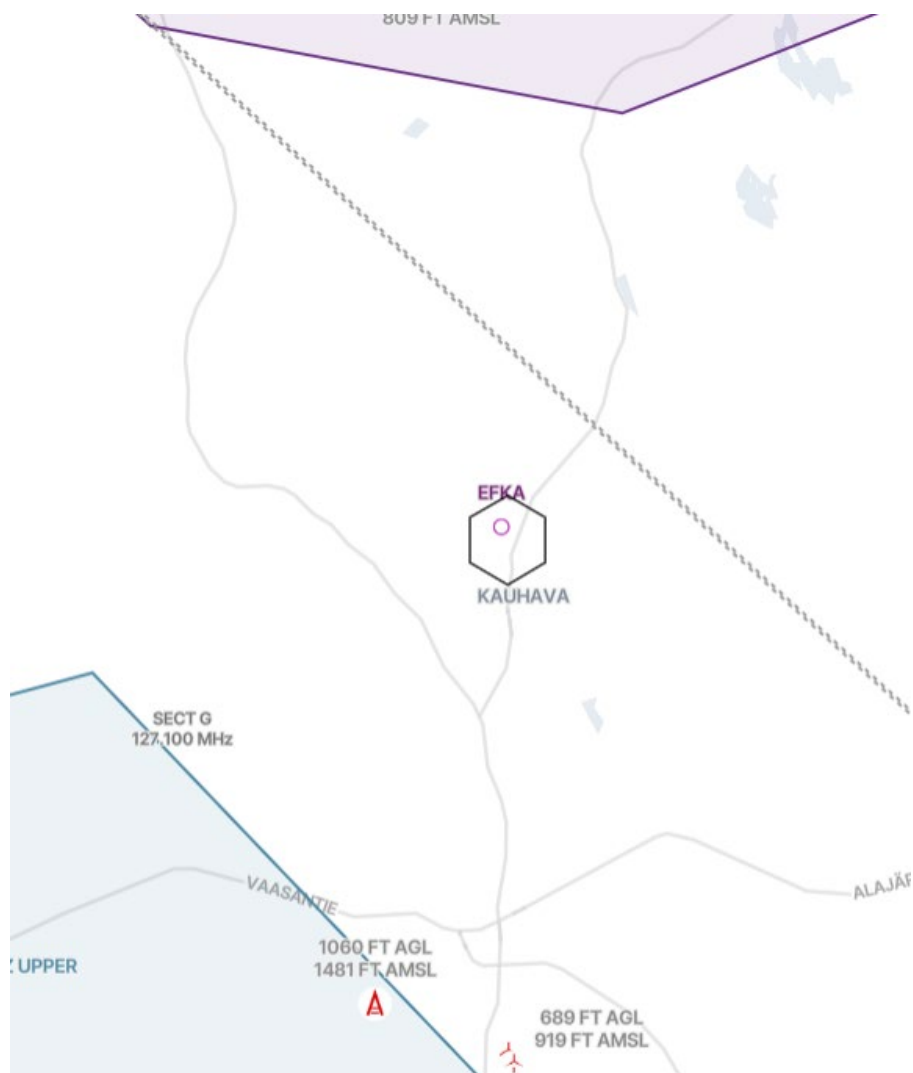 809 FT AMSL
EFKA
KAUHAVA
SECT G
127.100 MHz
VAASANTIE
ALAJÄR
1060 FT AGL
1481 FT AMSL
UPPER
689 FT AGL
919 FT AMSL